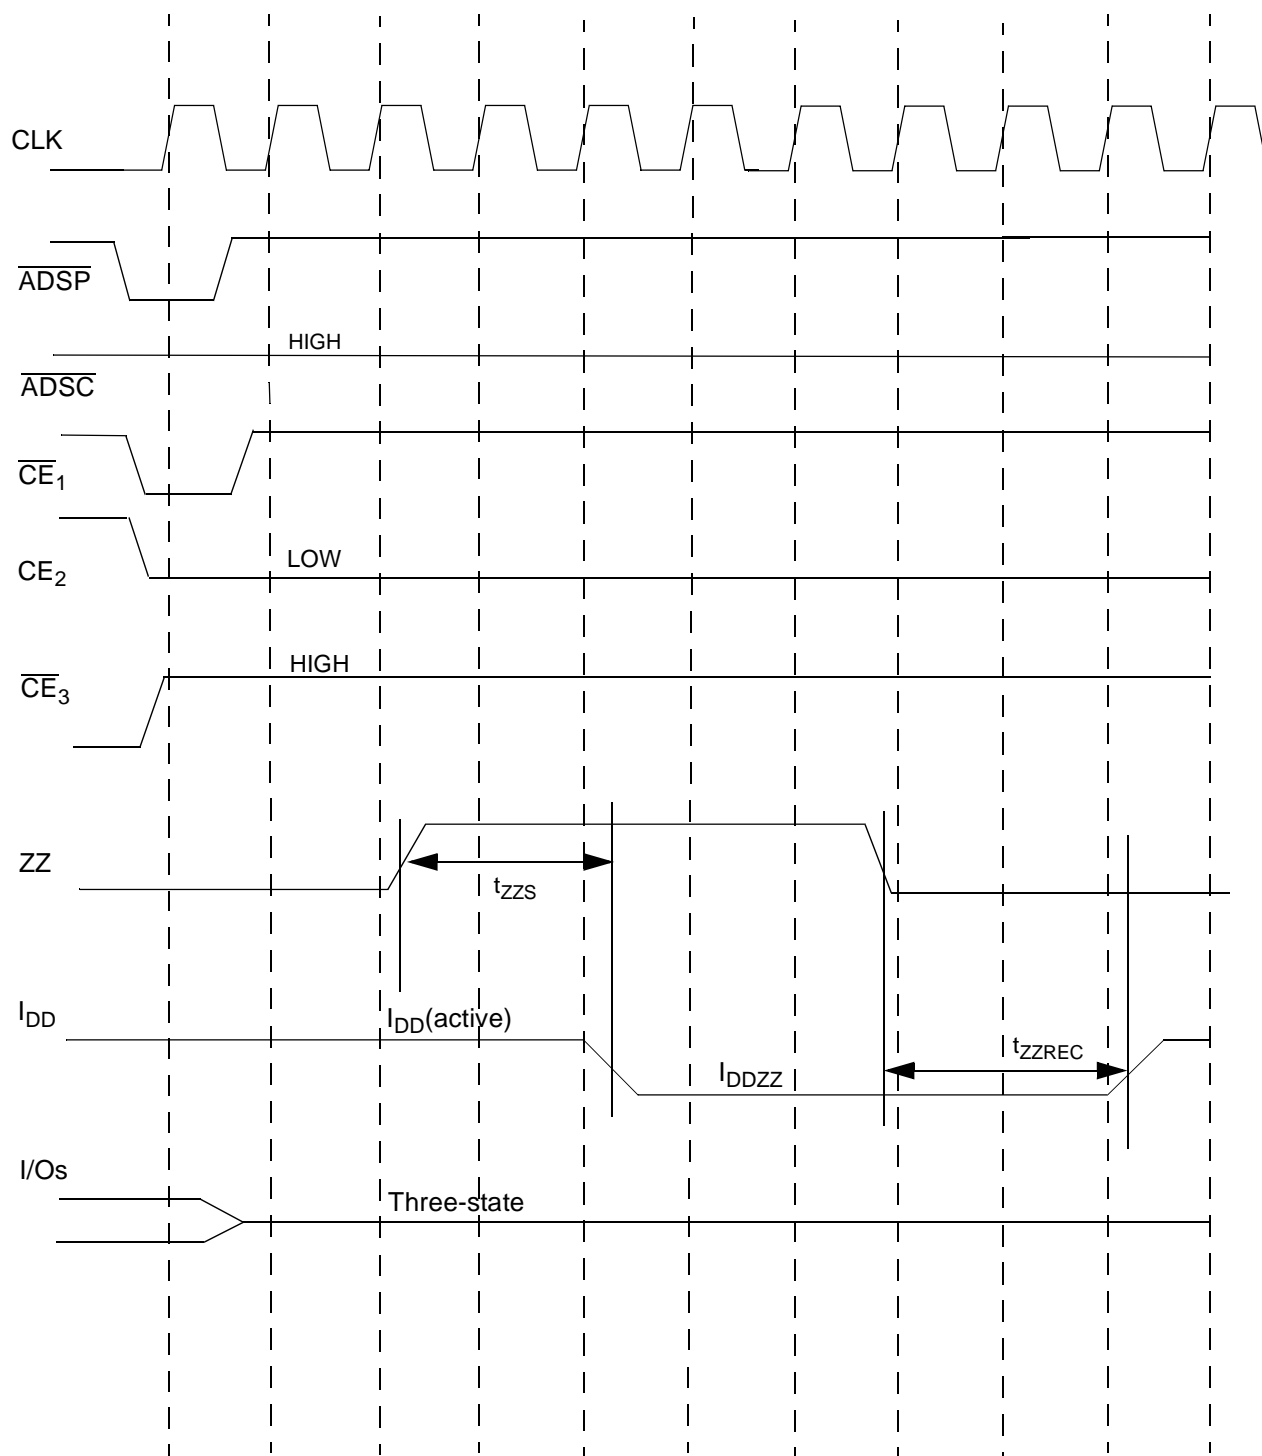 CLK
ADSP
HIGH
ADSC
CE1
LOW
CE2
HIGH
CE3
ZZ
tZZS
IDD
IDD(active)
tZZREC
IDDZZ
I/Os
Three-state